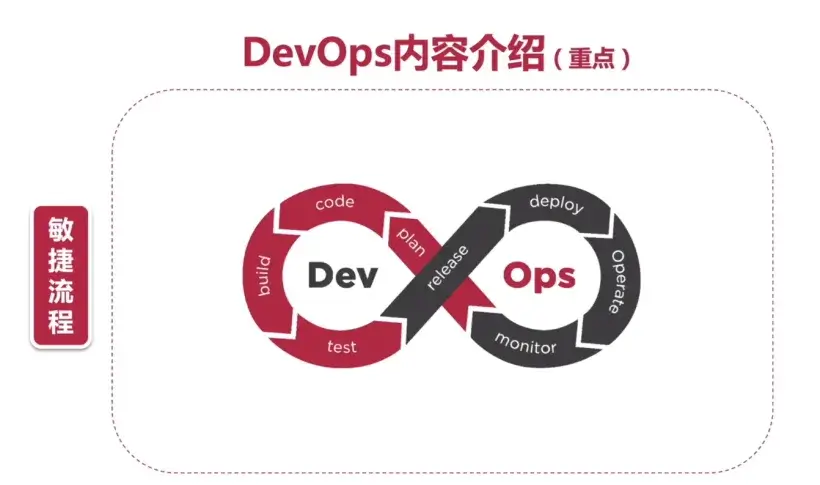 DevOps内容介绍（重点）
敏捷流程
plan
code
build
test
release
deploy
Operate
monitor
Dev
Ops